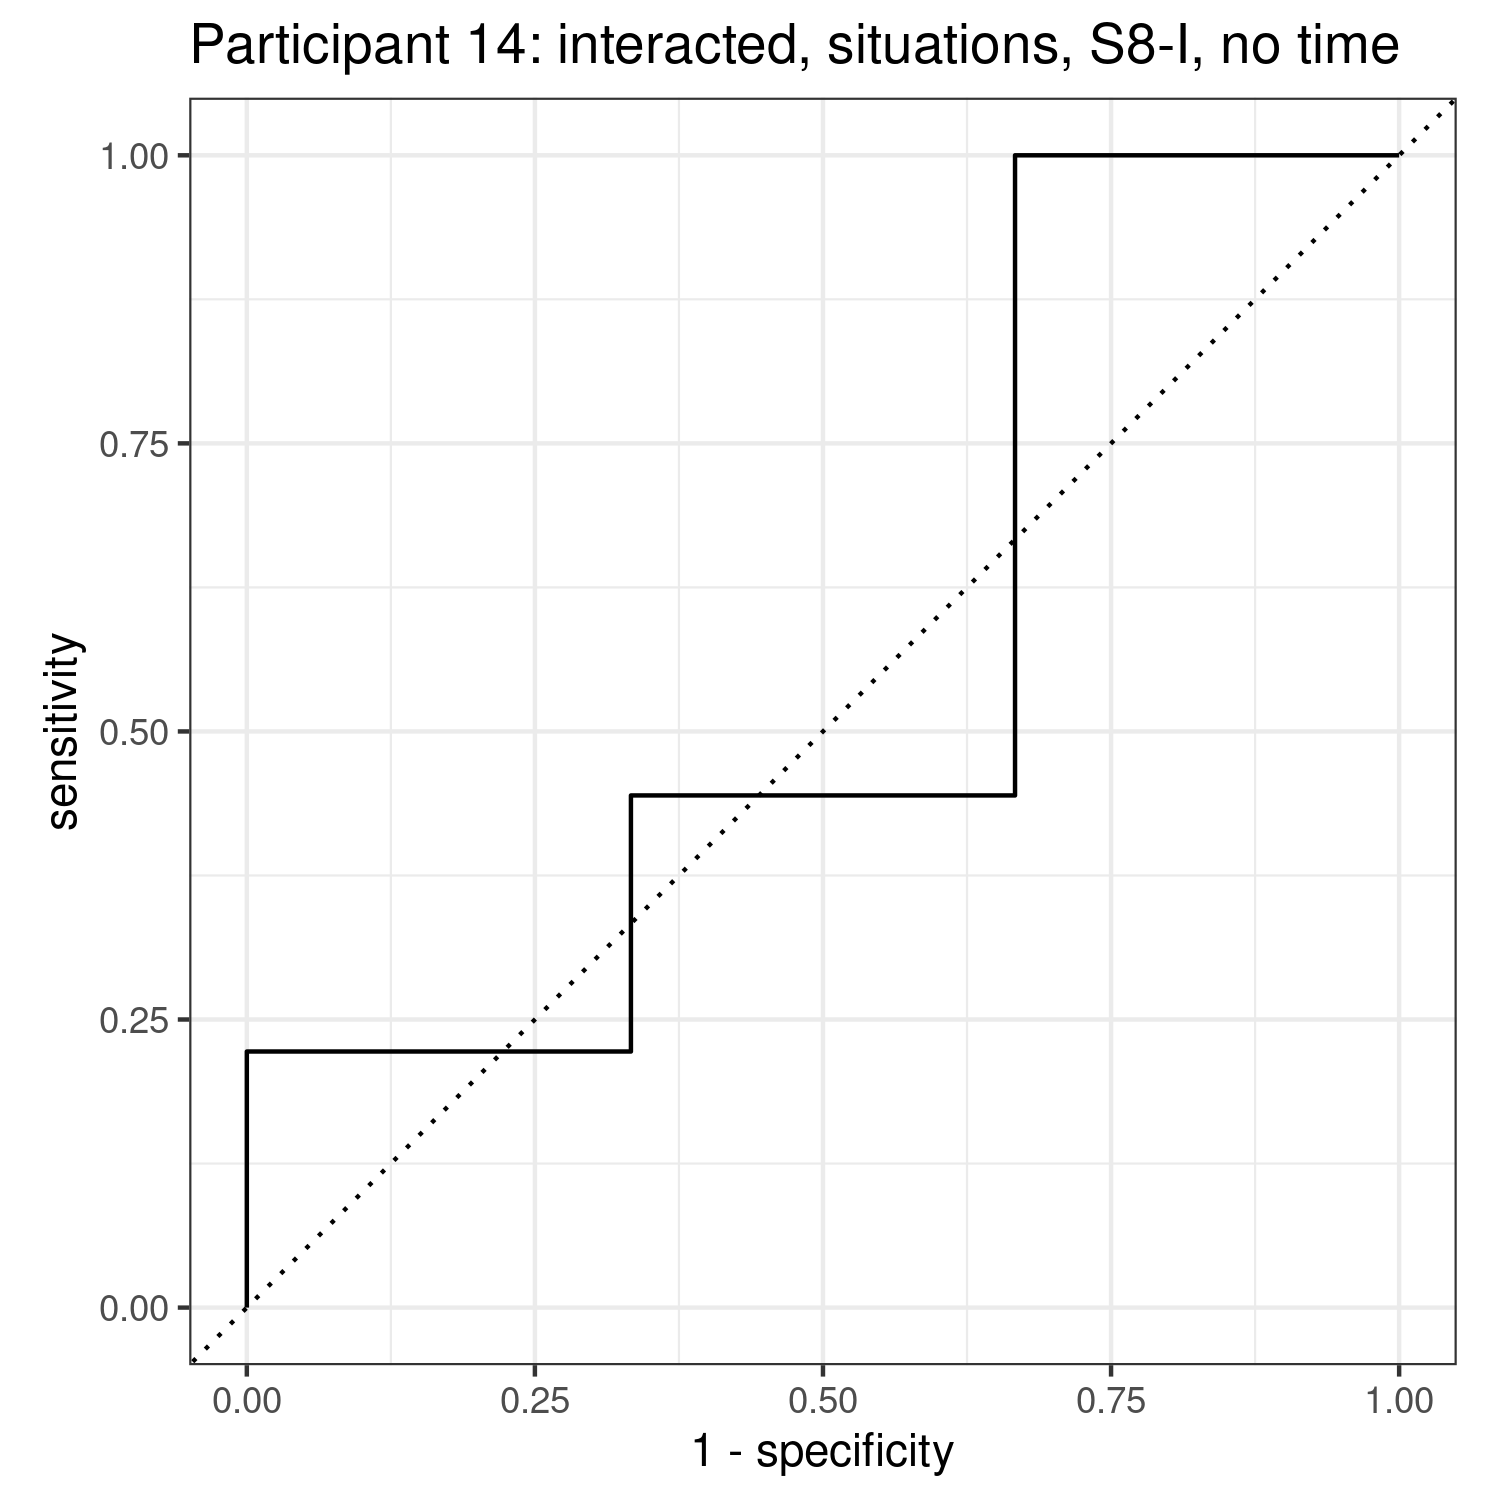 Participant 14: interacted, situations, S8-I, no time
sensitivity
1.00
0.75
0.50
0.25
0.00
0.00 0.25 0.50 0.75 1.00
1 - specificity